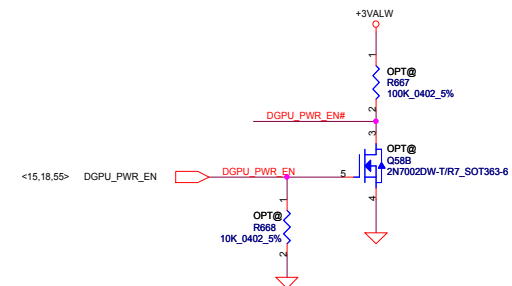 +3VALW
1
OPT@
R667
100K_0402_5%
2
DGPU_PWR_EN#
3
OPT@
Q58B
2N7002DW-T/R7_SOT363-6
<15,18,55> DGPU_PWR_EN
DGPU_PWR_EN
5
4
1
OPT@
R668
10K_0402_5%
2